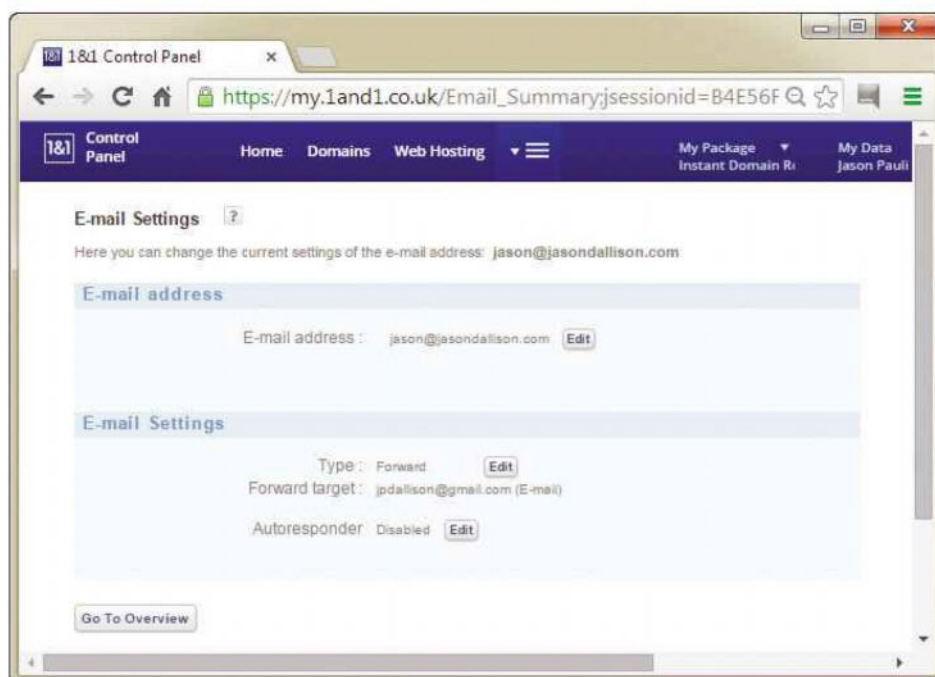 1&1 Control Panel
https://my.1and1.co.uk/Email_Summary;jsessionid=B4E56F
1&1 Control Panel
Home Domains Web Hosting
My Package
Instant Domain R
My Data
Jason Pauli
E-mail Settings ?
Here you can change the current settings of the e-mail address: jason@jasondallison.com
E-mail address
E-mail address : jason@jasondallison.com Edit
E-mail Settings
Type : Forward Edit
Forward target : jpdallison@gmail.com (E-mail)
Autoresponder Disabled Edit
Go To Overview